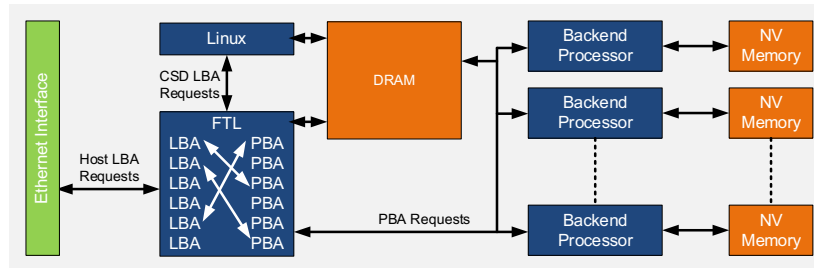 Ethernet Interface
Host LBA
Requests
Linux
CSD LBA
Requests
FTL
LBA PBA
LBA PBA
LBA PBA
LBA PBA
LBA PBA
LBA PBA
DRAM
PBA Requests
Backend
Processor
NV
Memory
Backend
Processor
NV
Memory
Backend
Processor
NV
Memory